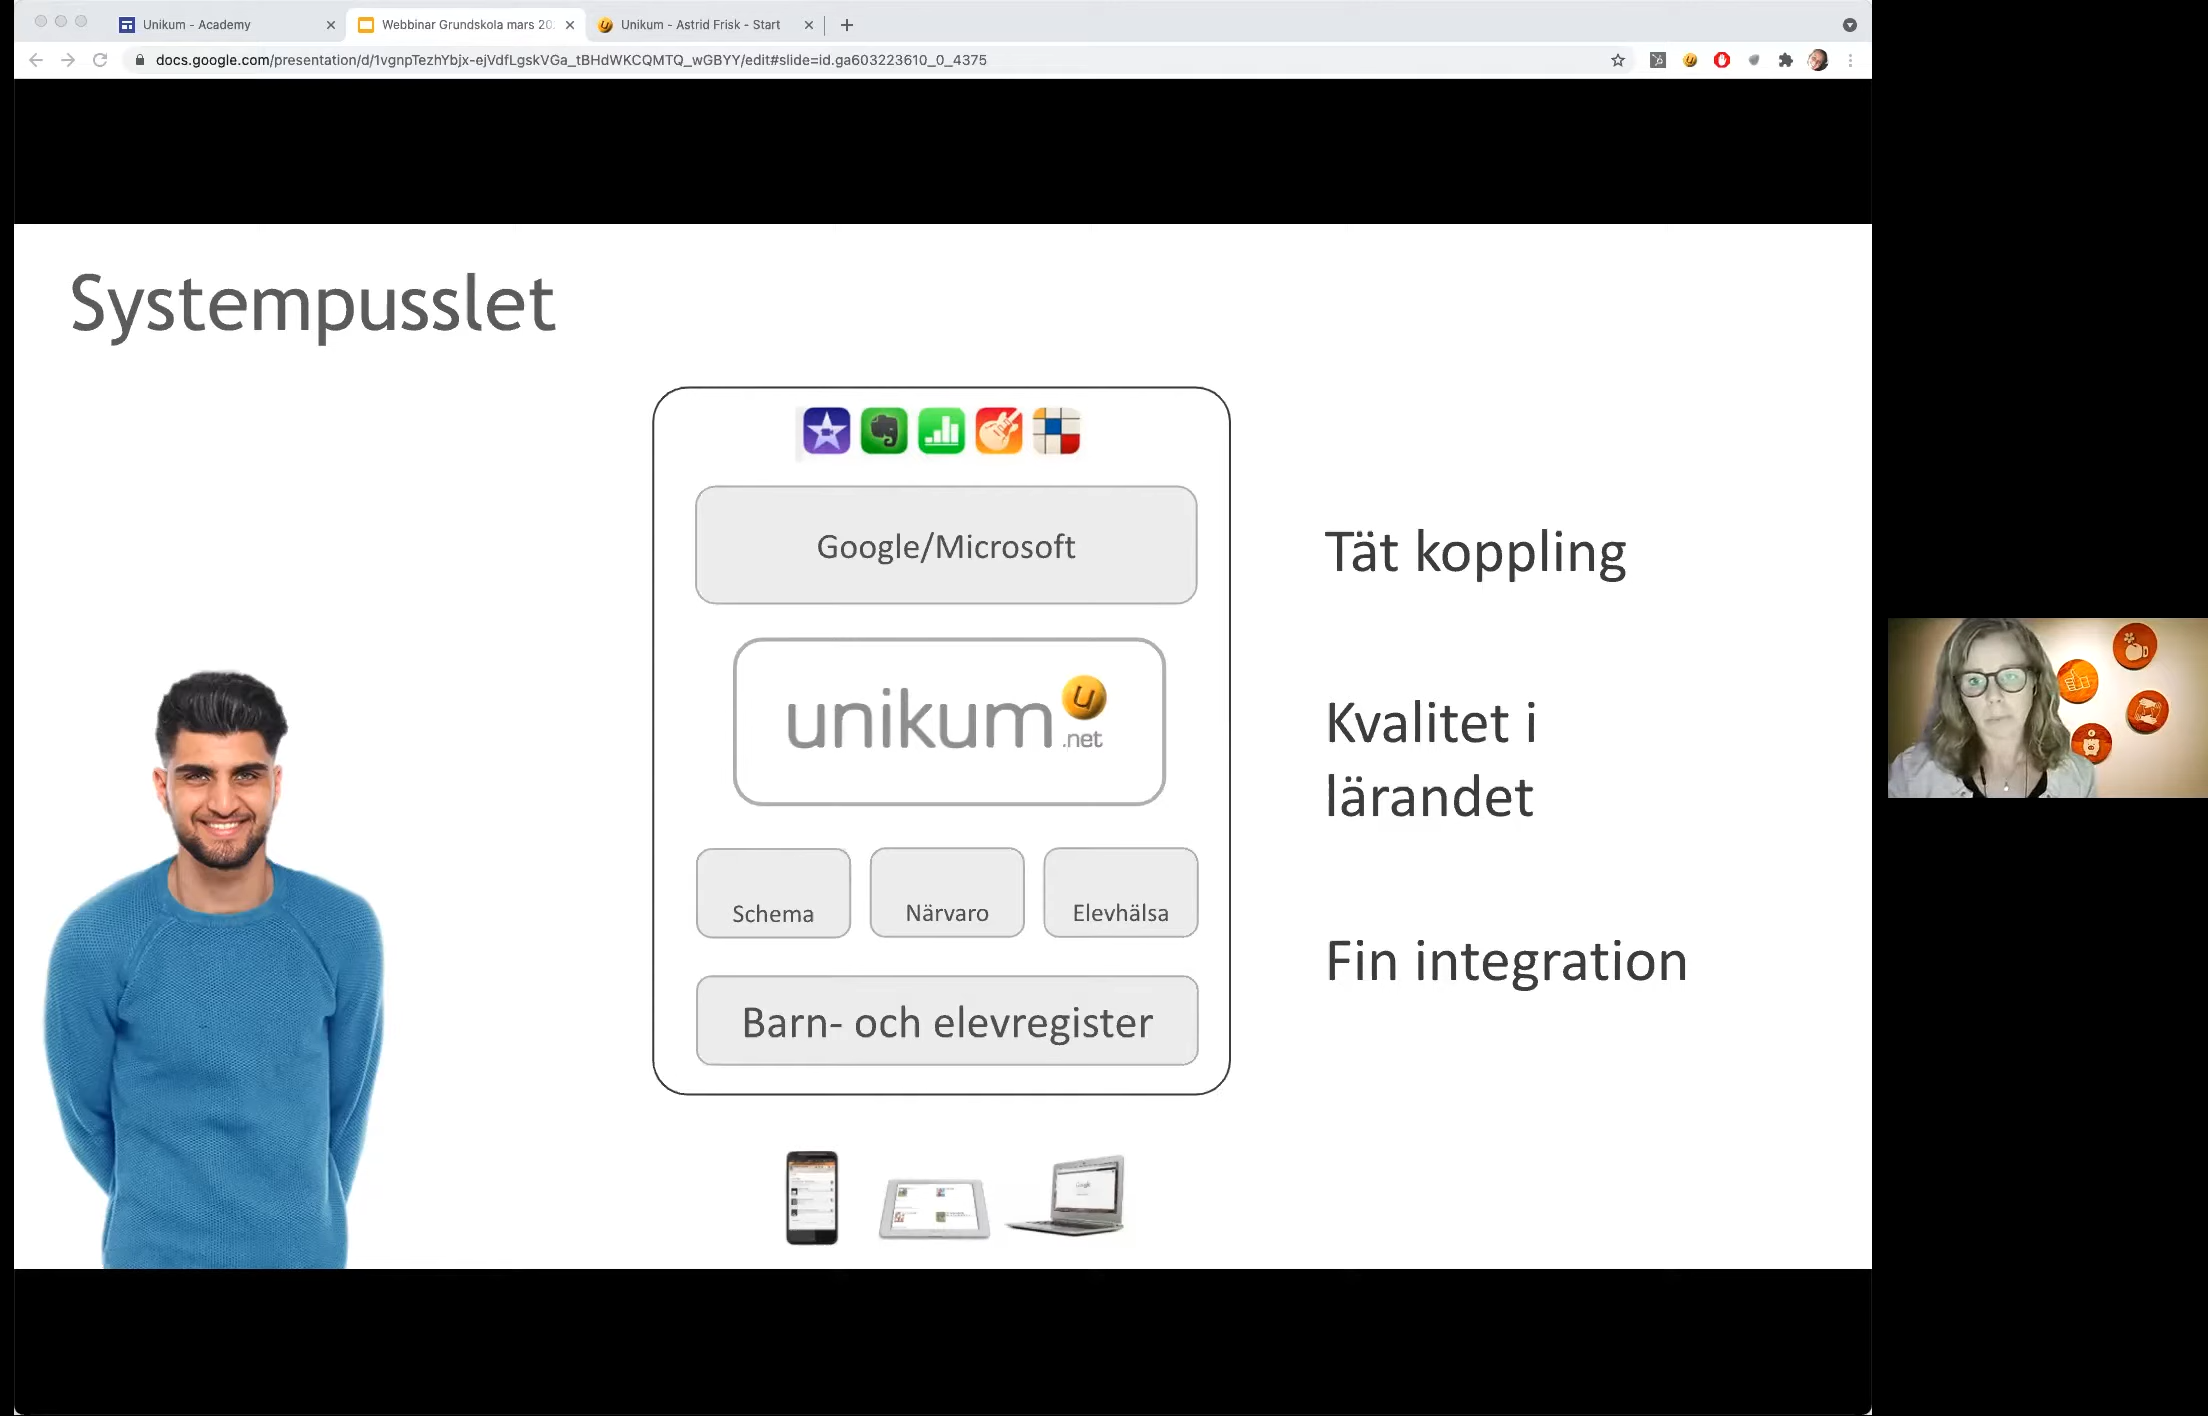 Unikum - Academy
Webbinar Grundskola mars 20
Unikum - Astrid Frisk - Start
docs.google.com/presentation/d/1vgnpTezhYbjx-ejVdfLgskVGa_tBHdWKCQMTQ_wGBYY/edit#slide=id.ga603223610_0_4375
Systempusslet
Google/Microsoft
Tät koppling
unikum
u
.net
Kvalitet i
lärandet
Schema
Närvaro
Elevhälsa
Fin integration
Barn- och elevregister
Google